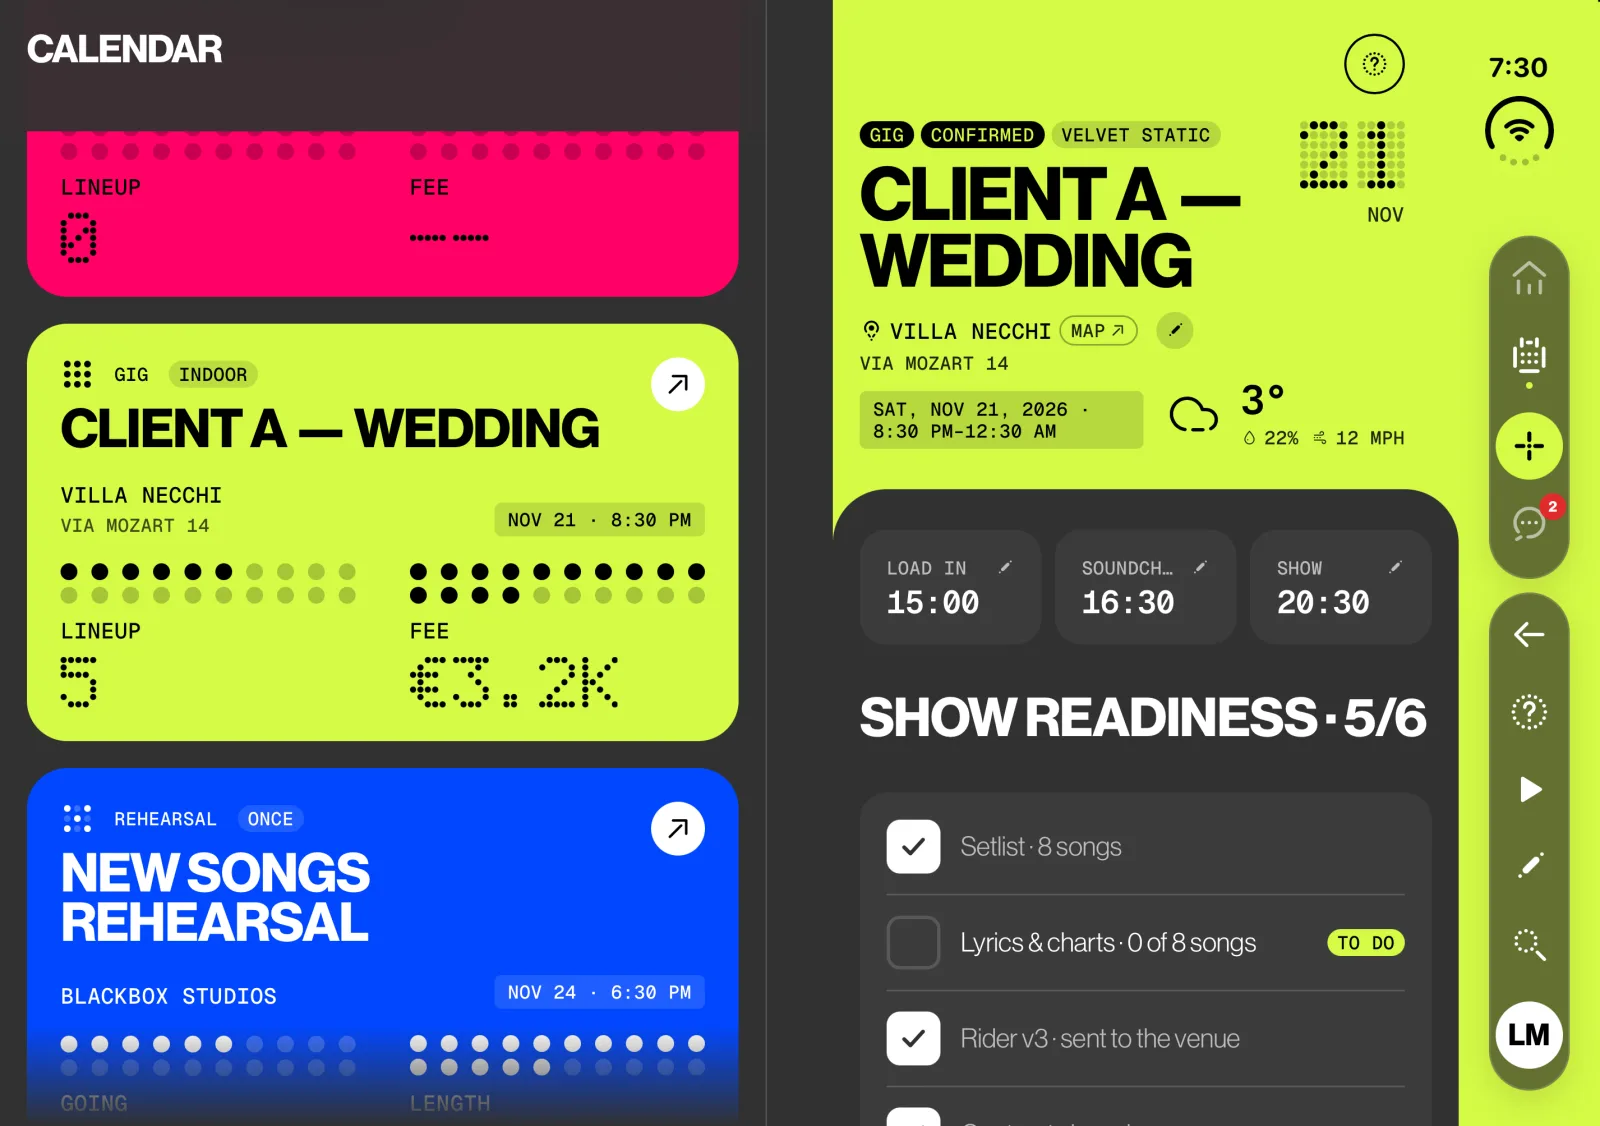 CALENDAR
LINEUP
FEE
0
GIG
INDOOR
CLIENT A — WEDDING
VILLA NECCHI
VIA MOZART 14
NOV 21 · 8:30 PM
LINEUP
FEE
5
€3.2K
REHEARSAL
ONCE
NEW SONGS
REHEARSAL
BLACKBOX STUDIOS
NOV 24 · 6:30 PM
GOING
LENGTH
GIG
CONFIRMED
VELVET STATIC
21
NOV
CLIENT A —
WEDDING
VILLA NECCHI
MAP
VIA MOZART 14
SAT, NOV 21, 2026 ·
8:30 PM–12:30 AM
3°
22%
12 MPH
LOAD IN
15:00
SOUNDCH…
16:30
SHOW
20:30
SHOW READINESS · 5/6
Setlist · 8 songs
Lyrics & charts · 0 of 8 songs
TO DO
Rider v3 · sent to the venue
7:30
2
LM